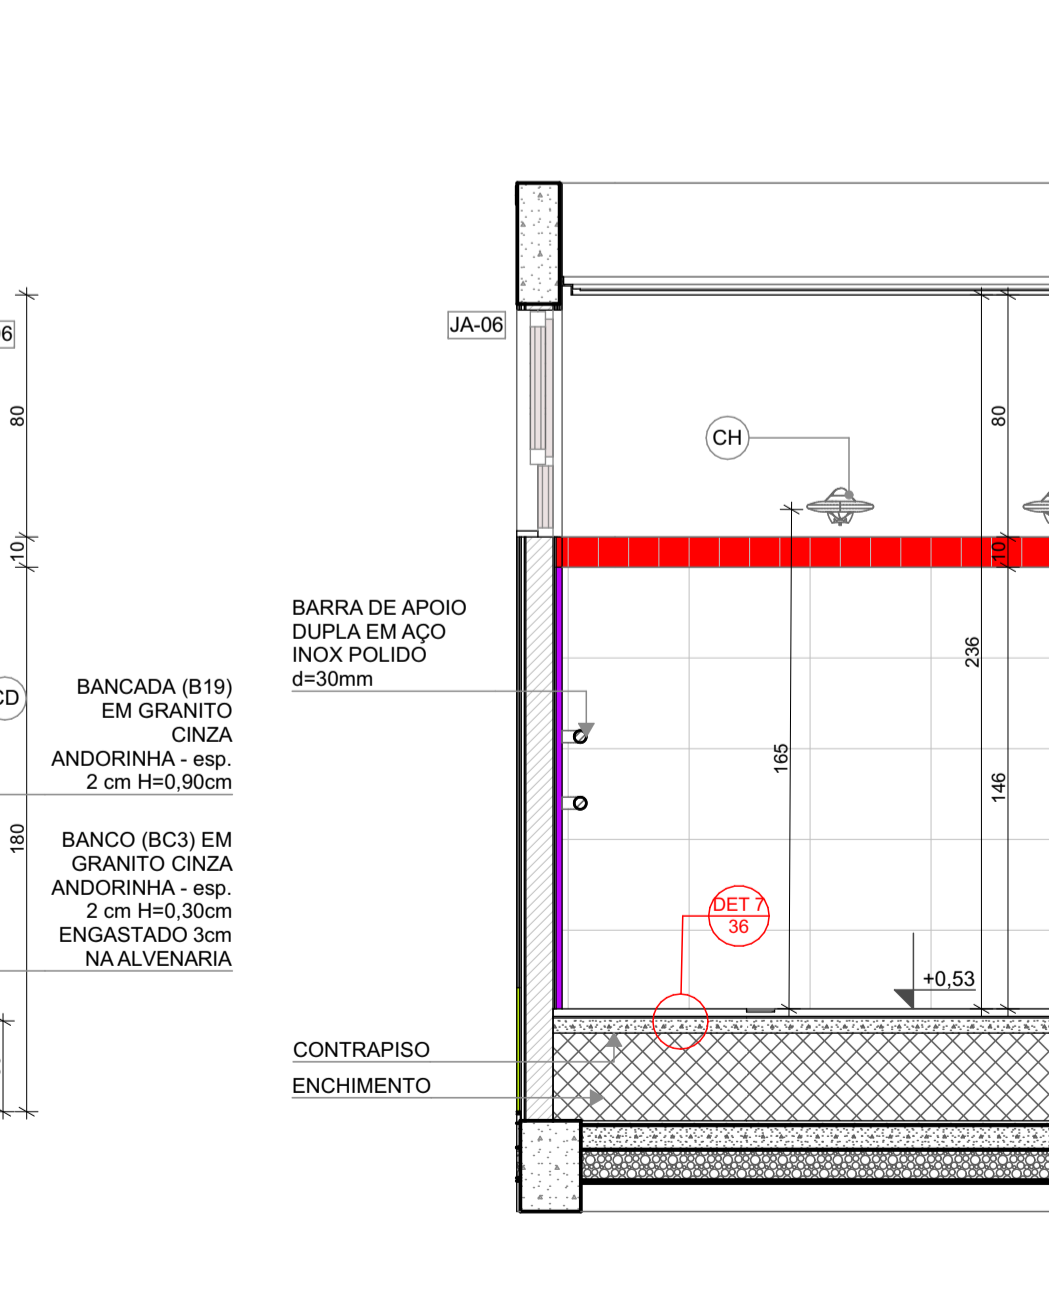 JA-06
6
80
80
CH
10
10
BARRA DE APOIO
DUPLA EM AÇO
INOX POLIDO
d=30mm
236
CD
BANCADA (B19)
EM GRANITO
CINZA
ANDORINHA - esp.
2 cm H=0,90cm
165
146
180
BANCO (BC3) EM
GRANITO CINZA
ANDORINHA - esp.
2 cm H=0,30cm
ENGASTADO 3cm
NA ALVENARIA
DET 7
36
+0,53
CONTRAPISO
ENCHIMENTO